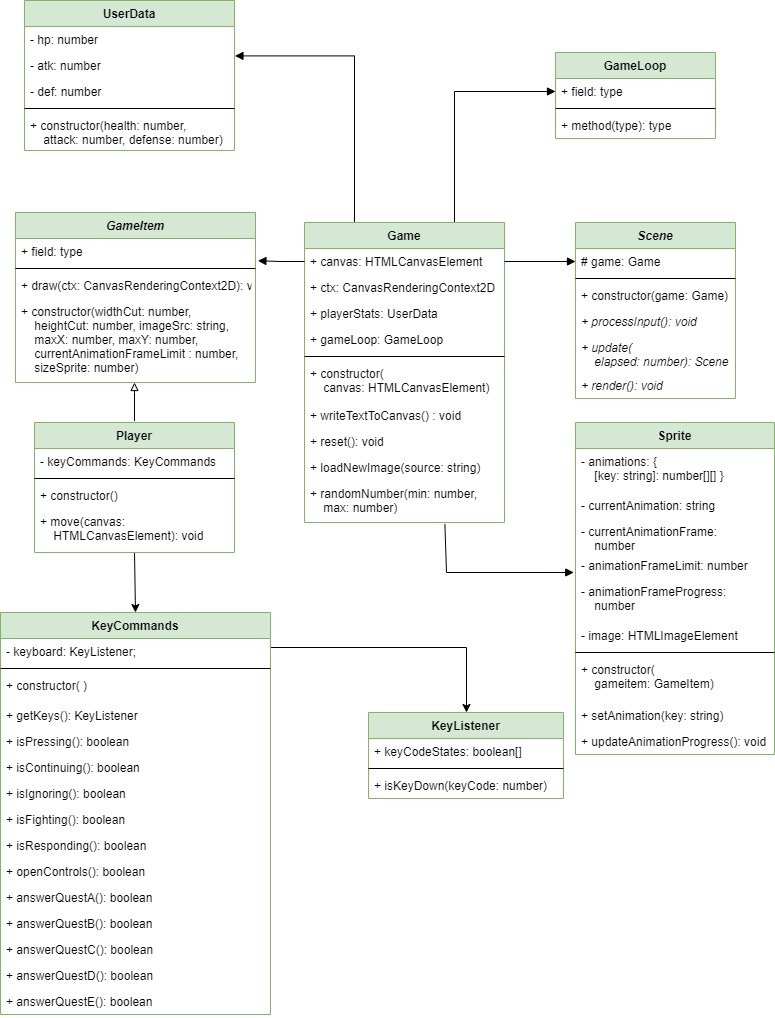 UserData
- hp: number
- atk: number
- def: number
+ constructor(health: number,
attack: number, defense: number)
GameLoop
+ field: type
+ method(type): type
GameItem
+ field: type
+ draw(ctx: CanvasRenderingContext2D): v
+ constructor(widthCut: number,
heightCut: number, imageSrc: string,
maxX: number, maxY: number,
currentAnimationFrameLimit : number,
sizeSprite: number)
Game
+ canvas: HTMLCanvasElement
+ ctx: CanvasRenderingContext2D
+ playerStats: UserData
+ gameLoop: GameLoop
+ constructor(
canvas: HTMLCanvasElement)
+ writeTextToCanvas() : void
+ reset(): void
+ loadNewImage(source: string)
+ randomNumber(min: number,
max: number)
Scene
# game: Game
+ constructor(game: Game)
+ processInput(): void
+ update(
elapsed: number): Scene
+ render(): void
Player
- keyCommands: KeyCommands
+ constructor()
+ move(canvas:
HTMLCanvasElement): void
Sprite
- animations: {
[key: string]: number[][] }
- currentAnimation: string
- currentAnimationFrame:
number
- animationFrameLimit: number
- animationFrameProgress:
number
- image: HTMLImageElement
+ constructor(
gameitem: GameItem)
+ setAnimation(key: string)
+ updateAnimationProgress(): void
KeyCommands
- keyboard: KeyListener;
+ constructor( )
+ getKeys(): KeyListener
+ isPressing(): boolean
+ isContinuing(): boolean
+ isIgnoring(): boolean
+ isFighting(): boolean
+ isResponding(): boolean
+ openControls(): boolean
+ answerQuestA(): boolean
+ answerQuestB(): boolean
+ answerQuestC(): boolean
+ answerQuestD(): boolean
+ answerQuestE(): boolean
KeyListener
+ keyCodeStates: boolean[]
+ isKeyDown(keyCode: number)